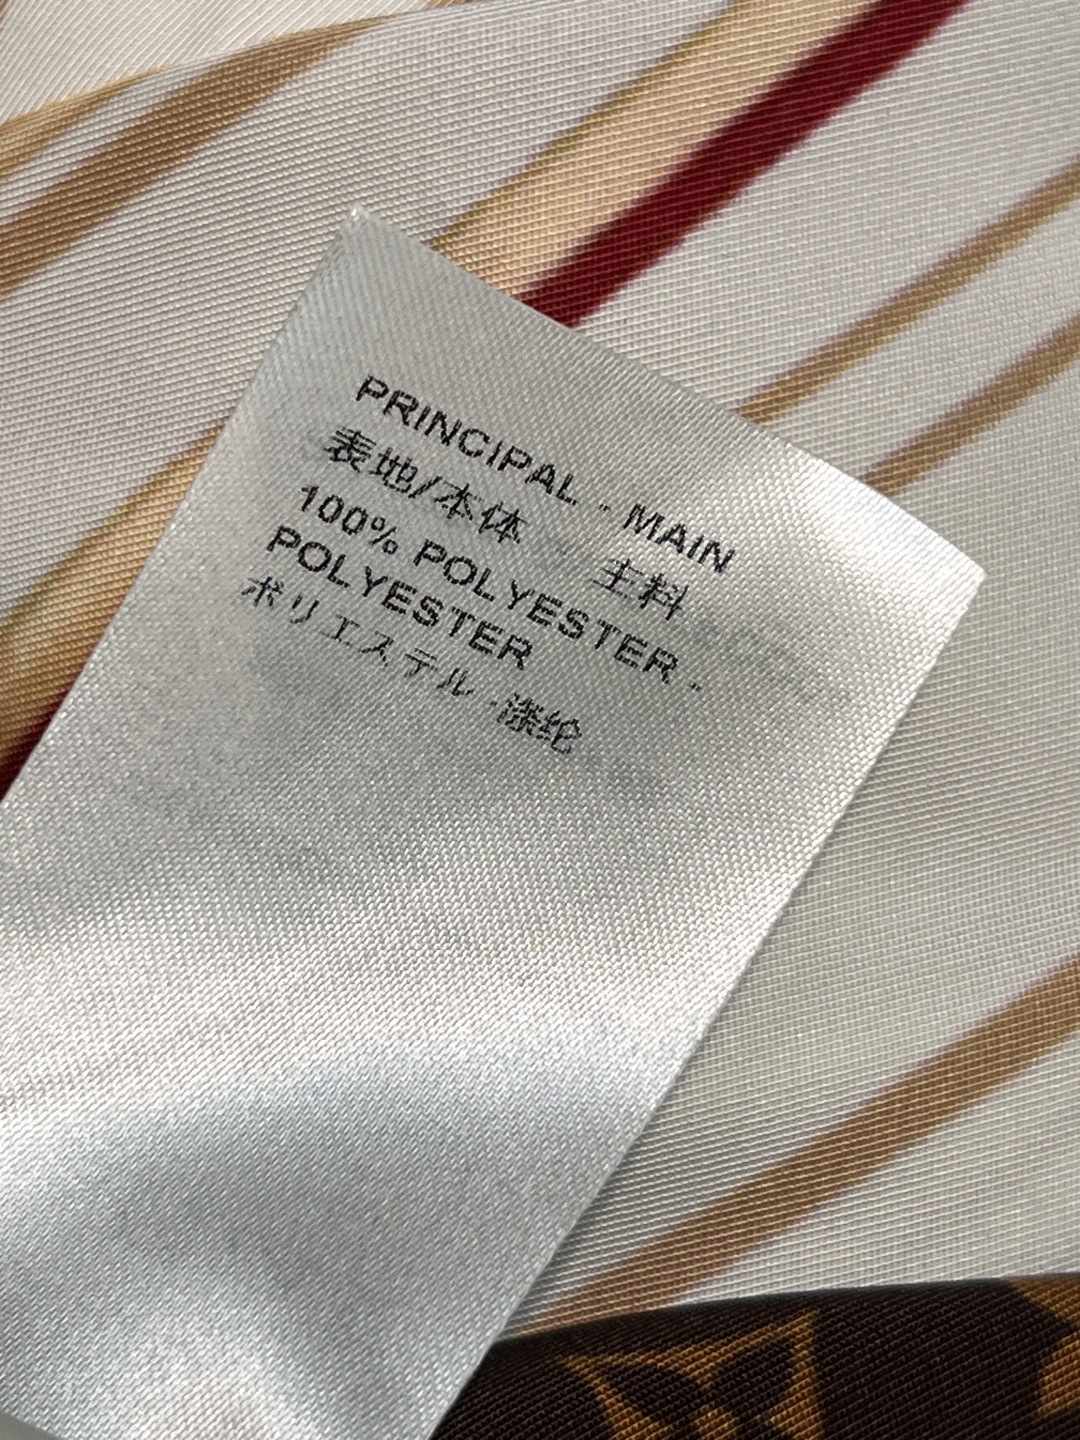 PRINCIPAL - MAIN
表地/本体 主料
100% POLYESTER -
POLYESTER
ポリエステル -涤纶